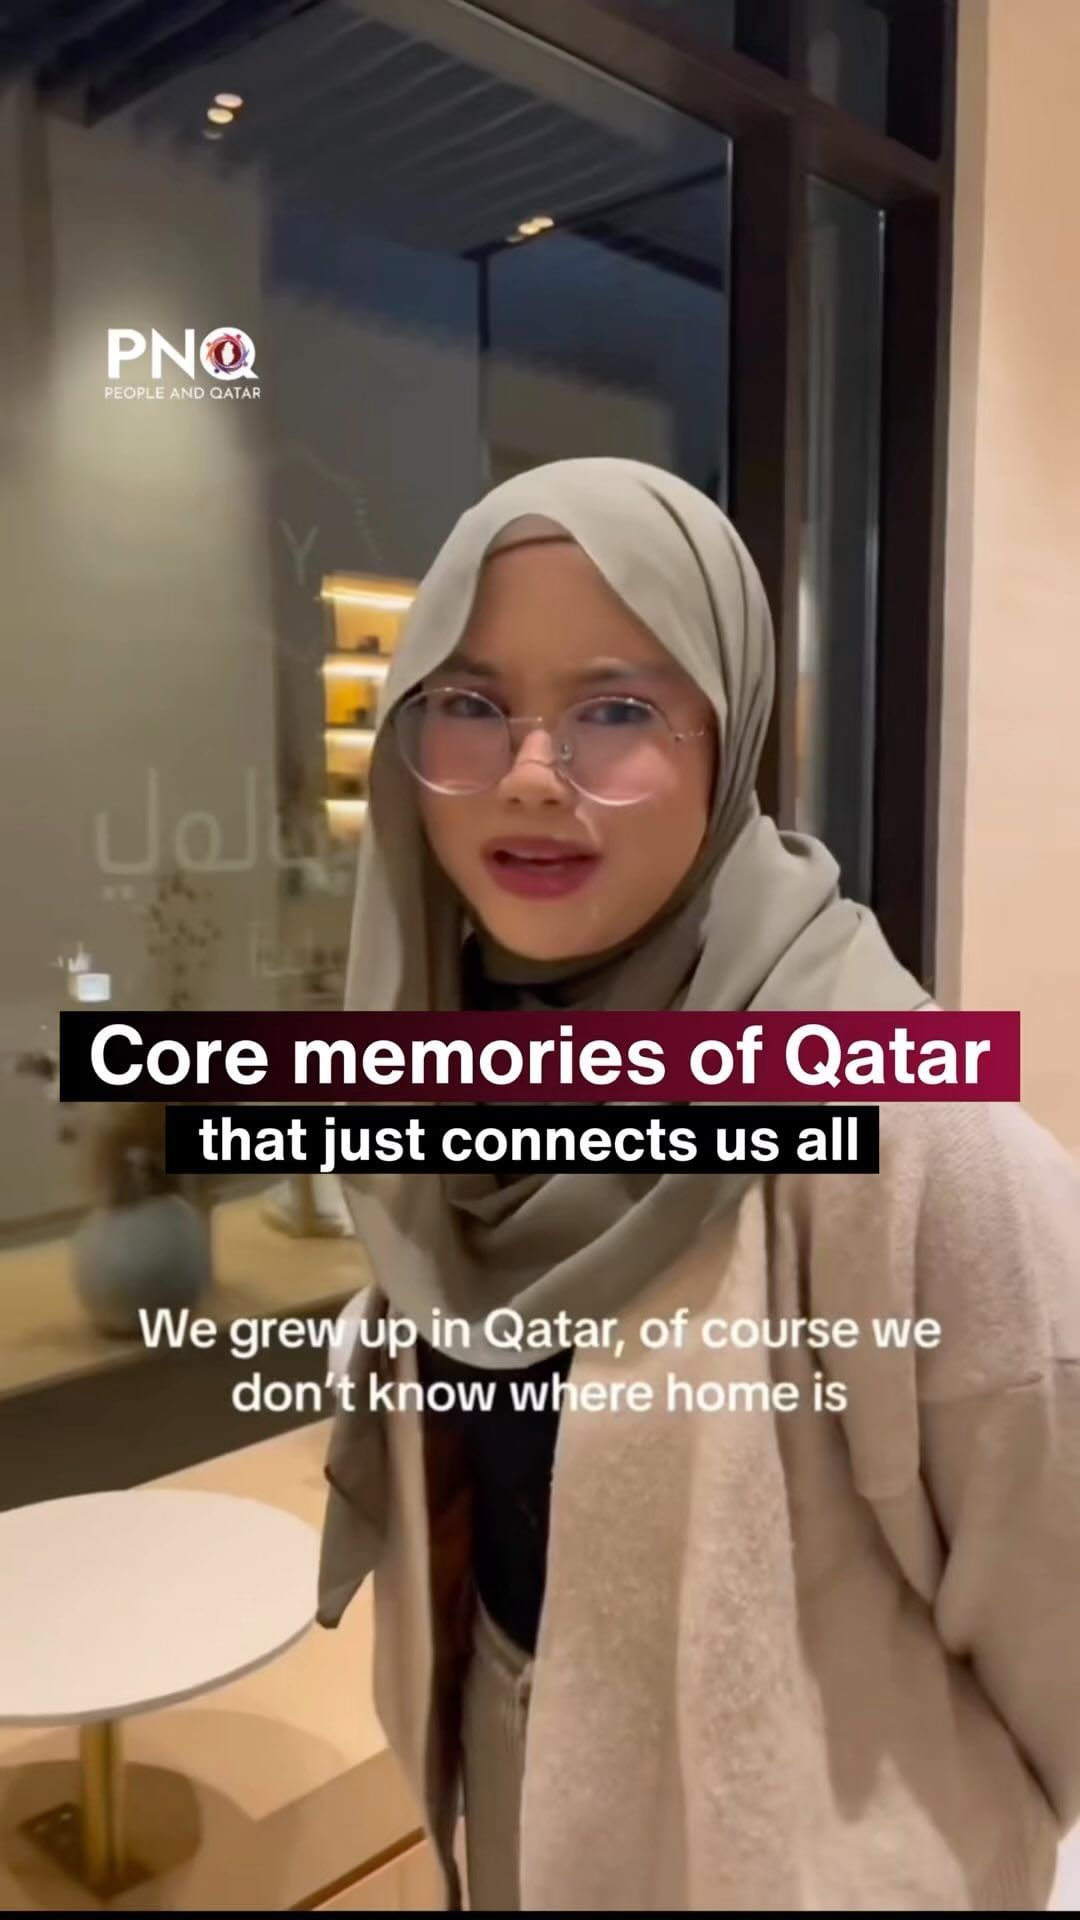 PNQ
PEOPLE AND QATAR
Core memories of Qatar
that just connects us all
We grew up in Qatar, of course we
don't know where home is